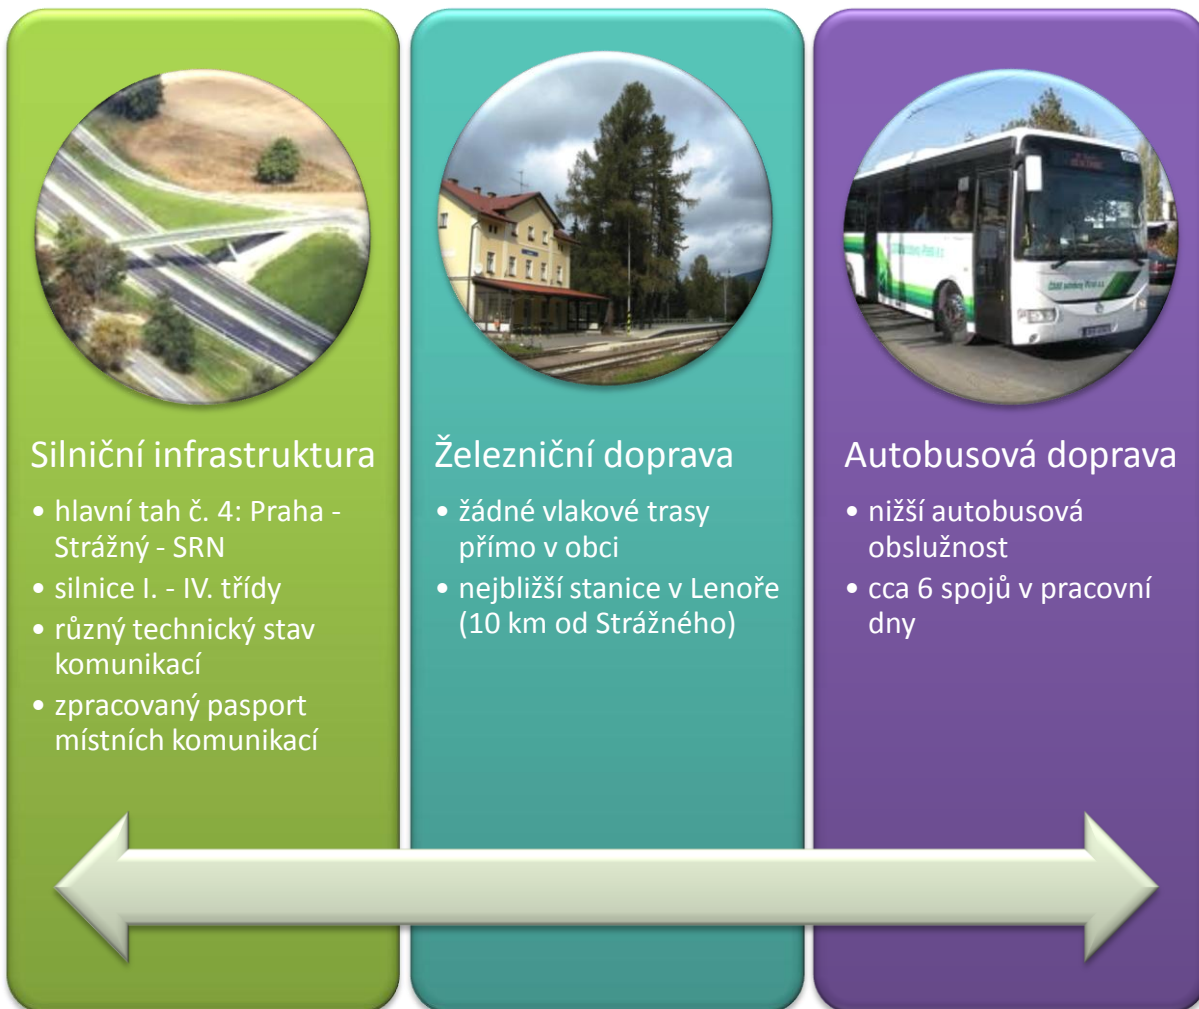 Silniční infrastruktura
• hlavní tah č. 4: Praha -
Strážný - SRN
• silnice I. - IV. třídy
• různý technický stav
komunikací
• zpracovaný pasport
místních komunikací
Železniční doprava
• žádné vlakové trasy
přímo v obci
• nejbližší stanice v Lenoře
(10 km od Strážného)
Autobusová doprava
• nižší autobusová
obslužnost
• cca 6 spojů v pracovní
dny